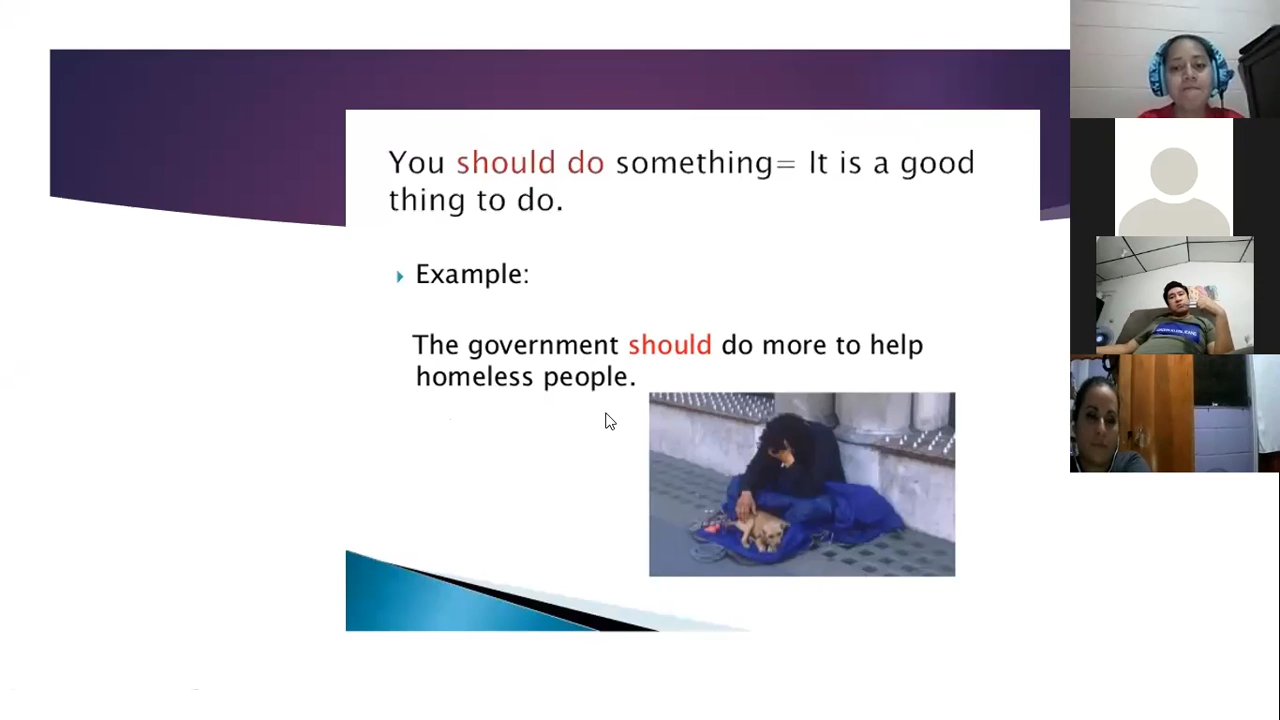 You should do something= It is a good
thing to do.
Example:
The government should do more to help
homeless people.